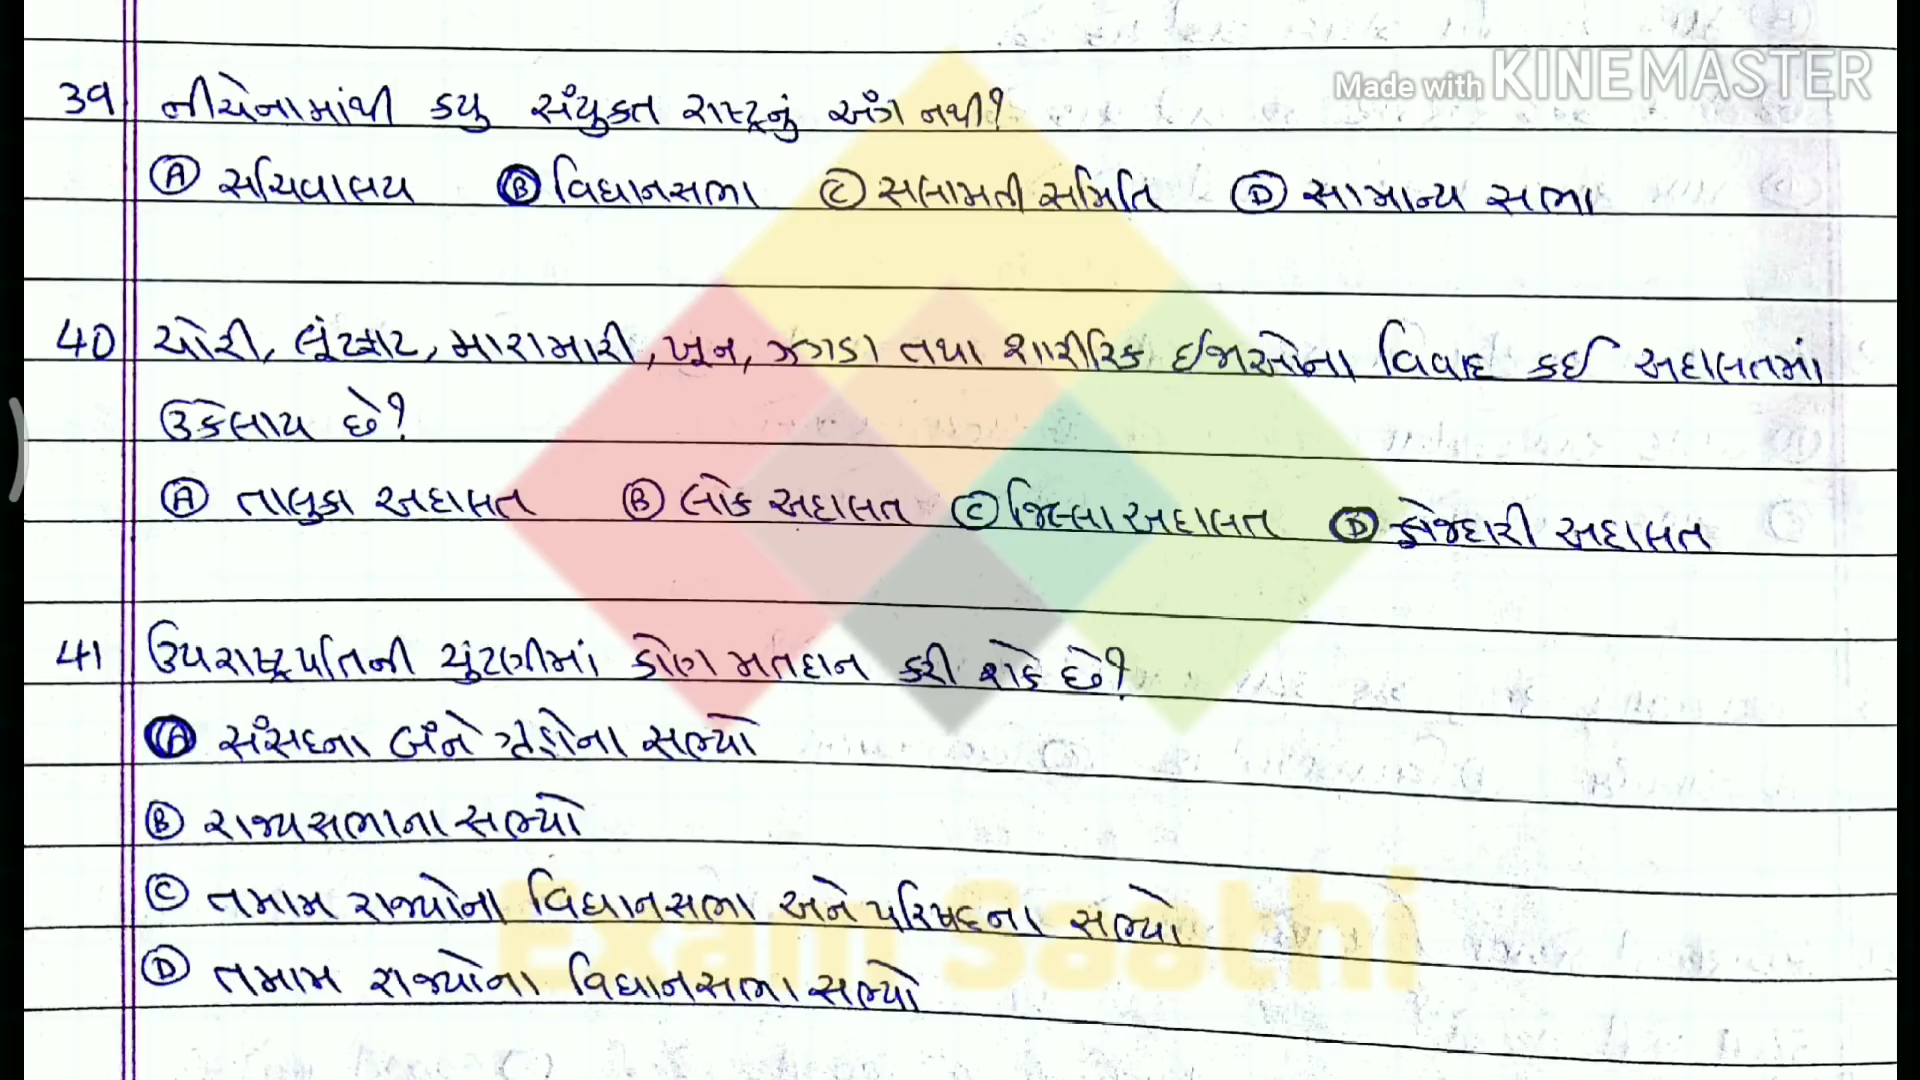 Made with KINEMASTER
39 નીચેનામાંથી કયુ સંયુકત રાષ્ટ્રનું અંગ નથી?
A સચિવાલય B વિધાનસભા C સલામતી સમિતિ D સામાન્ય સભા
40 ચોરી, લૂંટફાટ, મારામારી, ખૂન, ઝગડા તથા શારીરિક ઈજાઓના વિવાદ કઈ અદાલતમાં
ઉકેલાય છે?
A તાલુકા અદાલત B લોક અદાલત C જિલ્લા અદાલત D ફોજદારી અદાલત
41 ઉપરાષ્ટ્રપતિની ચુંટણીમાં કોણ મતદાન કરી શકે છે?
A સંસદના બંને ગૃહોના સભ્યો
B રાજ્યસભાના સભ્યો
C તમામ રાજ્યોના વિધાનસભા અને પરિષદના સભ્યો
D તમામ રાજ્યોના વિધાનસભા સભ્યો
Exam Saathi